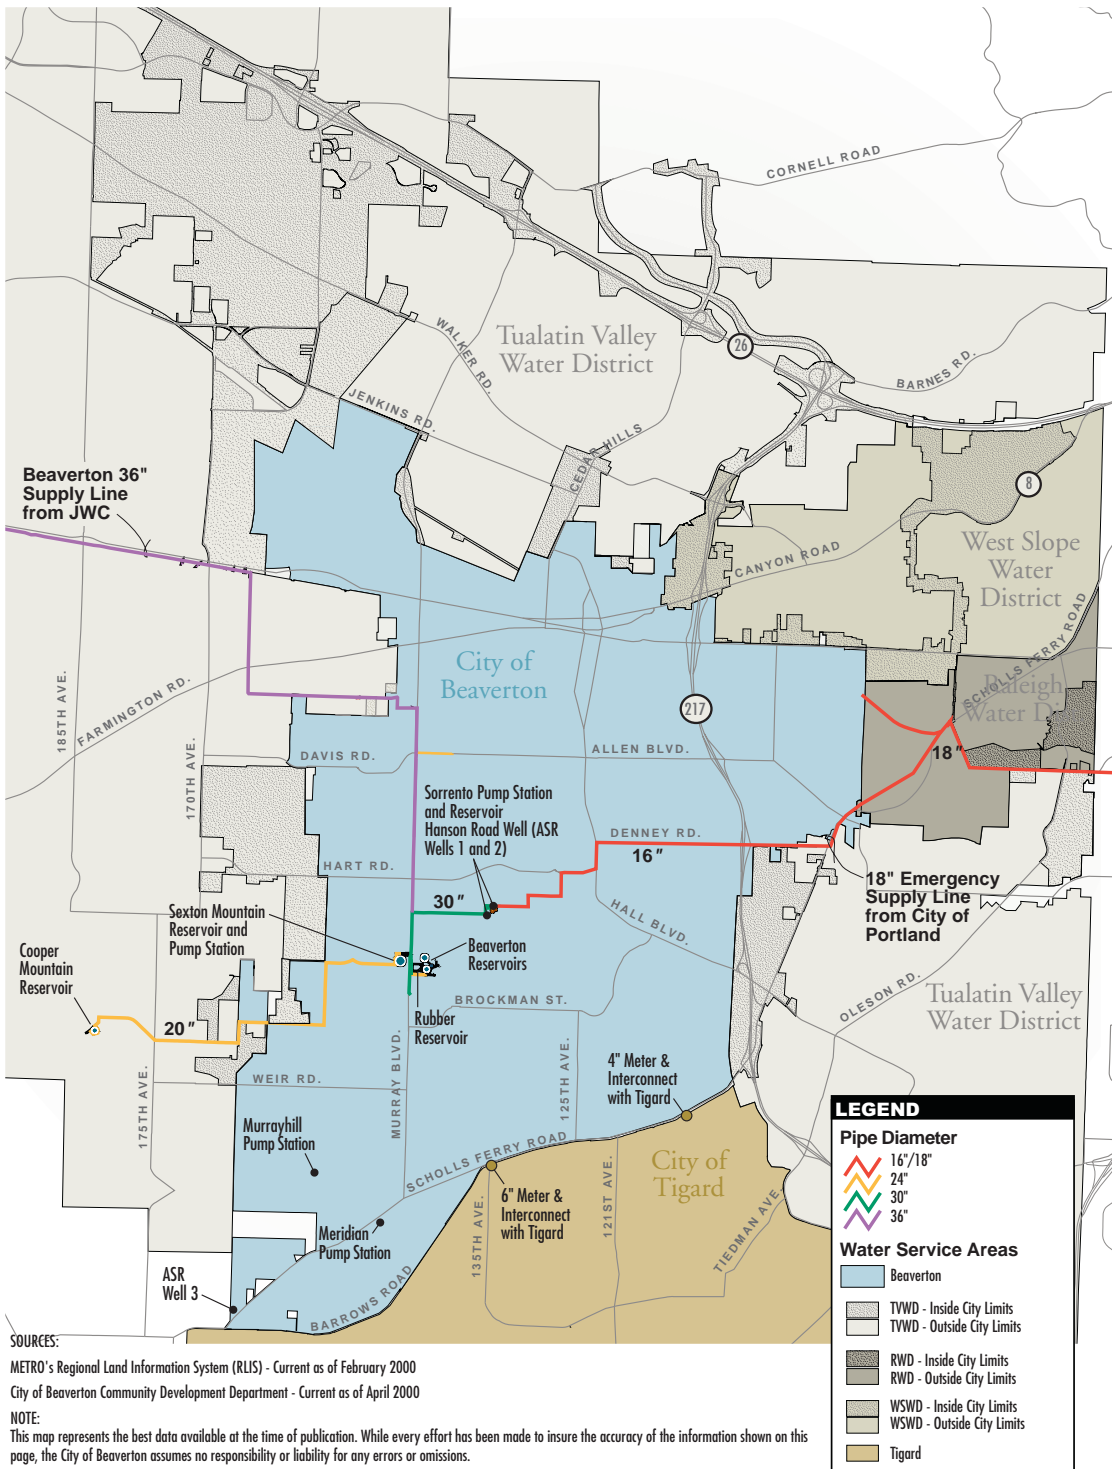 CORNELL ROAD
Tualatin Valley
Water District
26
WALKER RD.
BARNES RD.
JENKINS RD.
CEDAR HILLS
Beaverton 36"
Supply Line
from JWC
8
CANYON ROAD
West Slope
Water
District
SCHOLLS FERRY ROAD
City of
Beaverton
Raleigh
Water Di
185TH AVE.
FARMINGTON RD.
217
170TH AVE.
DAVIS RD.
ALLEN BLVD.
18"
Sorrento Pump Station
and Reservoir
Hanson Road Well (ASR
Wells 1 and 2)
DENNEY RD.
16"
HART RD.
18" Emergency
Supply Line
from City of
Portland
30"
HALL BLVD.
Sexton Mountain
Reservoir and
Pump Station
Cooper
Mountain
Reservoir
Beaverton
Reservoirs
OLESON RD.
Tualatin Valley
Water District
BROCKMAN ST.
20"
Rubber
Reservoir
WEIR RD.
175TH AVE.
MURRAY BLVD.
125TH AVE.
4" Meter &
Interconnect
with Tigard
Murrayhill
Pump Station
SCHOLLS FERRY ROAD
City of
Tigard
6" Meter &
Interconnect
with Tigard
121ST AVE.
135TH AVE.
TIEDMAN AVE.
Meridian
Pump Station
ASR
Well 3
BARROWS ROAD
LEGEND
Pipe Diameter
16"/18"
24"
30"
36"
Water Service Areas
Beaverton
TVWD - Inside City Limits
TVWD - Outside City Limits
RWD - Inside City Limits
RWD - Outside City Limits
WSWD - Inside City Limits
WSWD - Outside City Limits
Tigard
SOURCES:
METRO's Regional Land Information System (RLIS) - Current as of February 2000
City of Beaverton Community Development Department - Current as of April 2000
NOTE:
This map represents the best data available at the time of publication. While every effort has been made to insure the accuracy of the information shown on this
page, the City of Beaverton assumes no responsibility or liability for any errors or omissions.